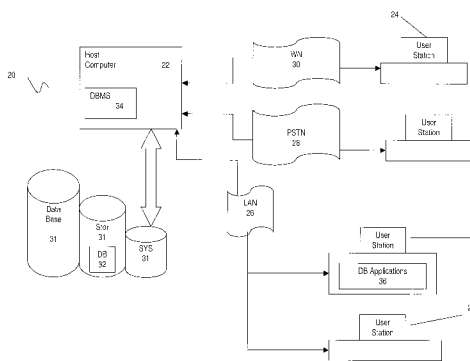 24
User
Station
Host
Computer 22
WN
30
20
DBMS
34
User
Station
PSTN
28
Data
Base
31
Stor
31
DB
32
SYS
31
LAN
26
User
Station
DB Applications
36
2
User
Station